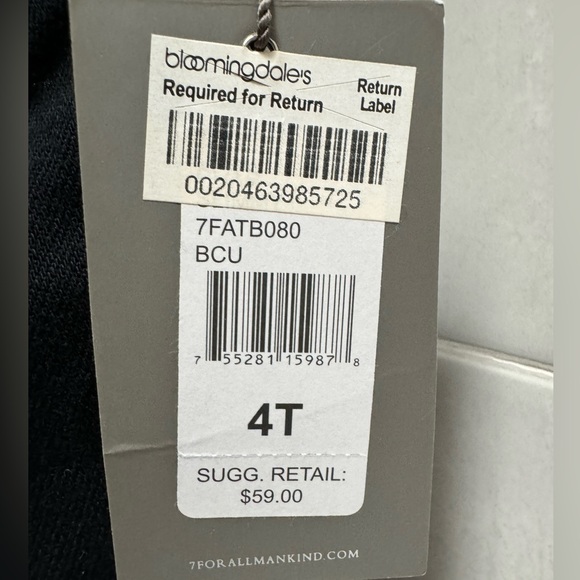 bloomingdale's
Required for Return
Return
Label
0020463985725
7FATB080
BCU
7 55281 15987 8
4T
SUGG. RETAIL:
$59.00
7FORALLMANKIND.COM